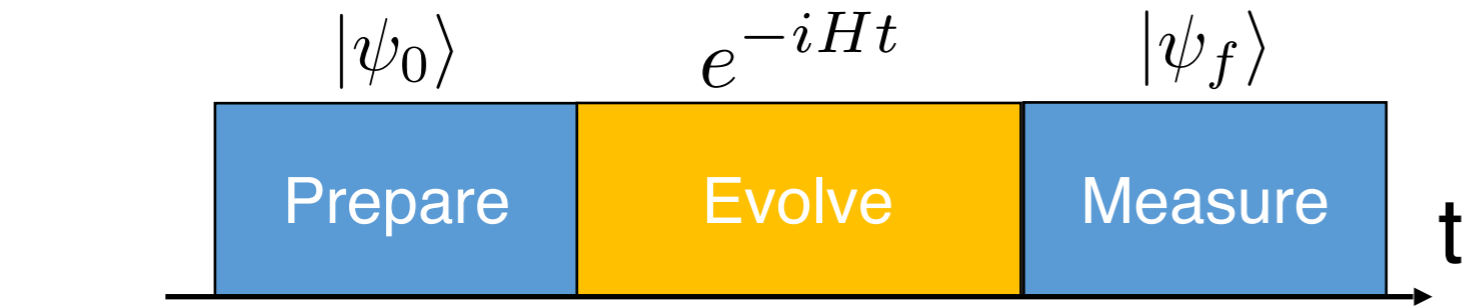 |ψ₀⟩ e^{-iHt} |ψ_f⟩
Prepare Evolve Measure
t